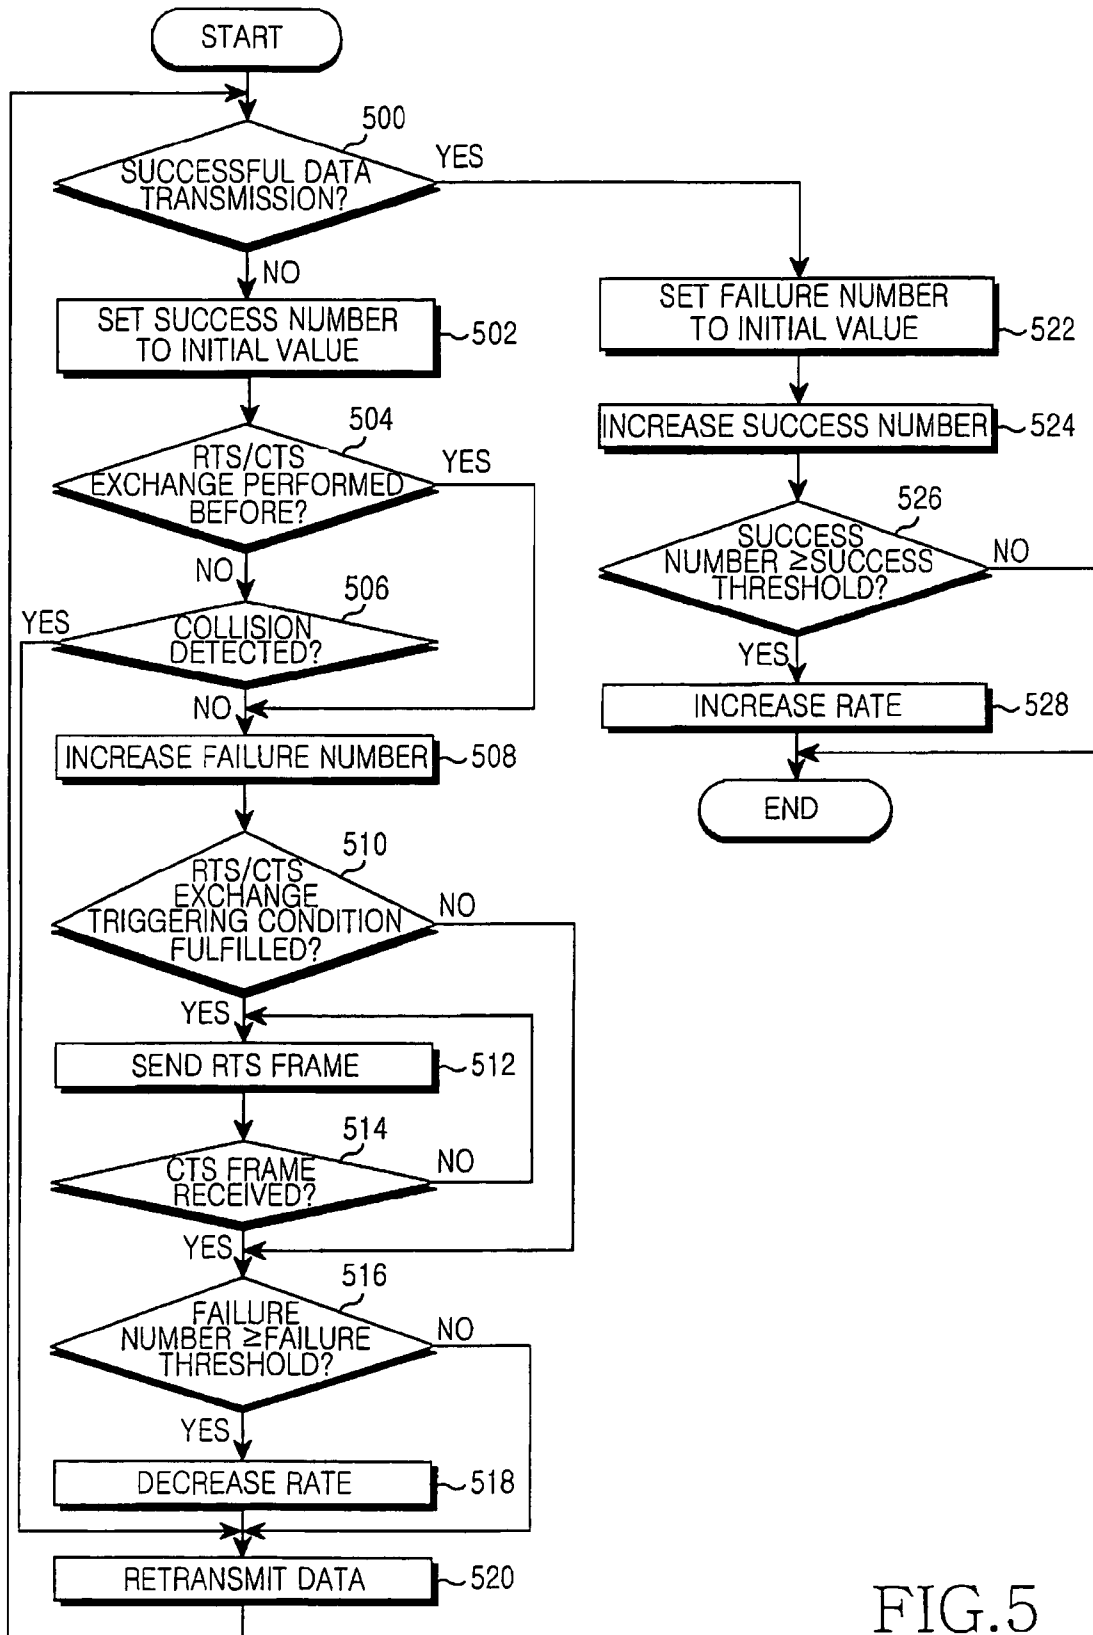 START
500
SUCCESSFUL DATA
TRANSMISSION?
YES
NO
SET SUCCESS NUMBER
TO INITIAL VALUE
502
504
RTS/CTS
EXCHANGE PERFORMED
BEFORE?
YES
NO
506
YES
COLLISION
DETECTED?
NO
INCREASE FAILURE NUMBER
508
510
RTS/CTS
EXCHANGE
TRIGGERING CONDITION
FULFILLED?
NO
YES
SEND RTS FRAME
512
514
CTS FRAME
RECEIVED?
NO
YES
516
FAILURE
NUMBER ≥FAILURE
THRESHOLD?
NO
YES
DECREASE RATE
518
RETRANSMIT DATA
520
SET FAILURE NUMBER
TO INITIAL VALUE
522
INCREASE SUCCESS NUMBER
524
526
SUCCESS
NUMBER ≥SUCCESS
THRESHOLD?
NO
YES
INCREASE RATE
528
END
FIG.5